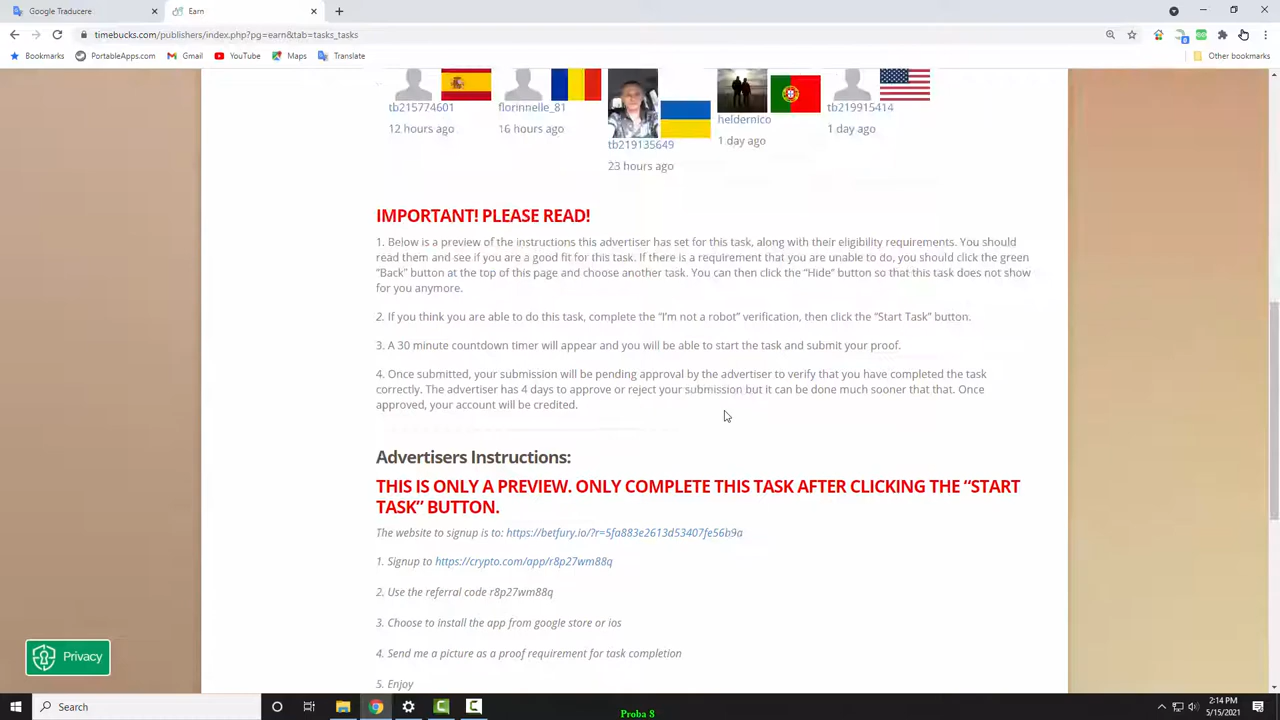 Google Traducere
Earn
timebucks.com/publishers/index.php?pg=earn&tab=tasks_tasks
Bookmarks PortableApps.com Gmail YouTube Maps Translate Other bookmarks
tb215774601
12 hours ago
florinnelle_81
16 hours ago
tb219135649
23 hours ago
heldernico
1 day ago
tb219915414
1 day ago
IMPORTANT! PLEASE READ!
1. Below is a preview of the instructions this advertiser has set for this task, along with their eligibility requirements. You should
read them and see if you are a good fit for this task. If there is a requirement that you are unable to do, you should click the green
"Back" button at the top of this page and choose another task. You can then click the "Hide" button so that this task does not show
for you anymore.
2. If you think you are able to do this task, complete the "I'm not a robot" verification, then click the "Start Task" button.
3. A 30 minute countdown timer will appear and you will be able to start the task and submit your proof.
4. Once submitted, your submission will be pending approval by the advertiser to verify that you have completed the task
correctly. The advertiser has 4 days to approve or reject your submission but it can be done much sooner that that. Once
approved, your account will be credited.
Advertisers Instructions:
THIS IS ONLY A PREVIEW. ONLY COMPLETE THIS TASK AFTER CLICKING THE “START
TASK” BUTTON.
The website to signup is to: https://betfury.io/?r=5fa883e2613d53407fe56b9a
1. Signup to https://crypto.com/app/r8p27wm88q
2. Use the referral code r8p27wm88q
3. Choose to install the app from google store or ios
4. Send me a picture as a proof requirement for task completion
5. Enjoy
Privacy
Search
2:14 PM
5/15/2021
Proba S